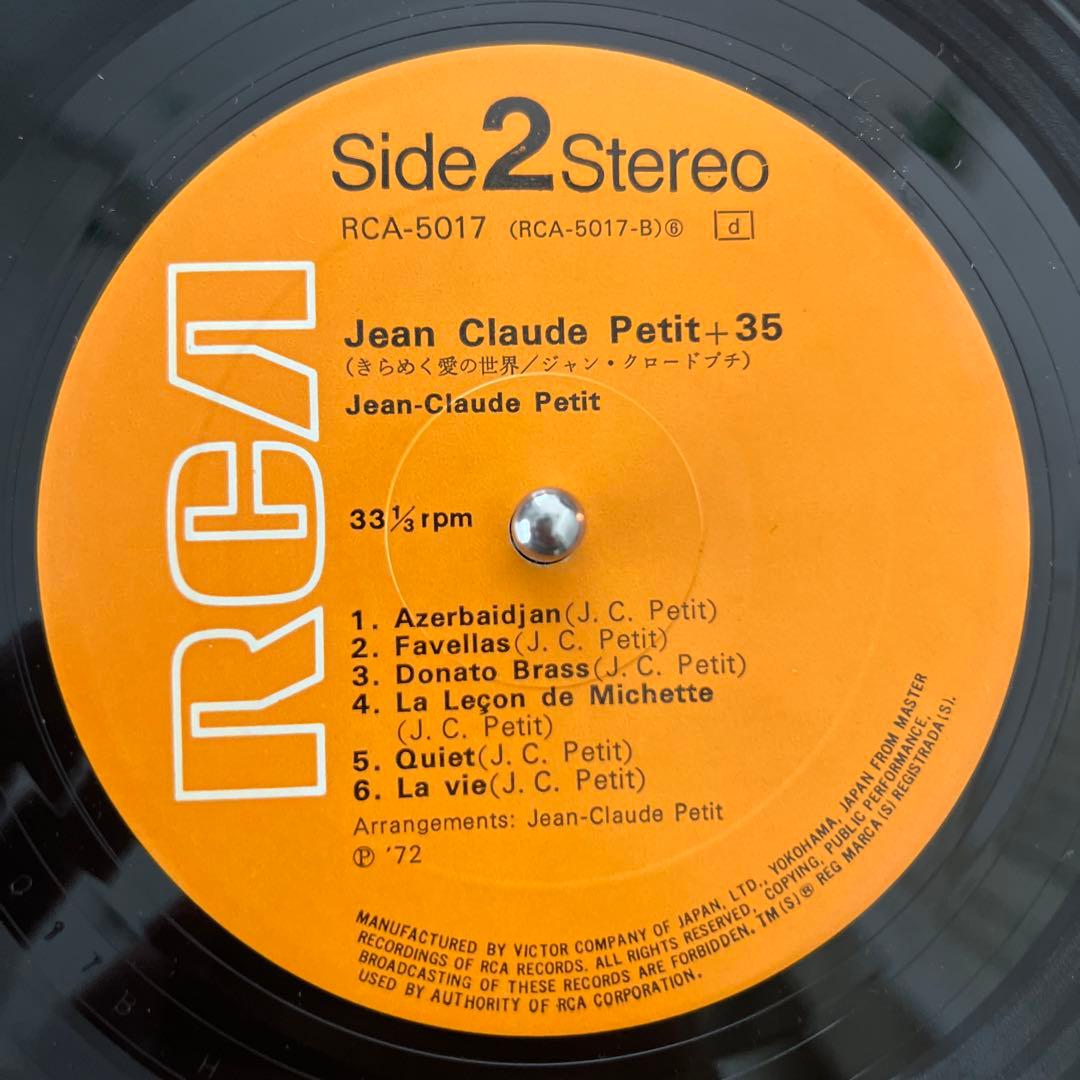 Side 2 Stereo
RCA-5017 (RCA-5017-B)⑥ d
RCA
Jean Claude Petit+35
(きらめく愛の世界/ジャン・クロードプチ)
Jean-Claude Petit
33 1/3 rpm
1. Azerbaidjan(J. C. Petit)
2. Favellas(J. C. Petit)
3. Donato Brass(J. C. Petit)
4. La Leçon de Michette
(J. C. Petit)
5. Quiet(J. C. Petit)
6. La vie(J. C. Petit)
Arrangements: Jean-Claude Petit
Ⓟ '72
MANUFACTURED BY VICTOR COMPANY OF JAPAN, LTD., YOKOHAMA, JAPAN FROM MASTER
RECORDINGS OF RCA RECORDS. ALL RIGHTS RESERVED, COPYING, PUBLIC PERFORMANCE,
BROADCASTING OF THESE RECORDS ARE FORBIDDEN. TM(S)® REG MARCA(S) REGISTRADA(S).
USED BY AUTHORITY OF RCA CORPORATION.